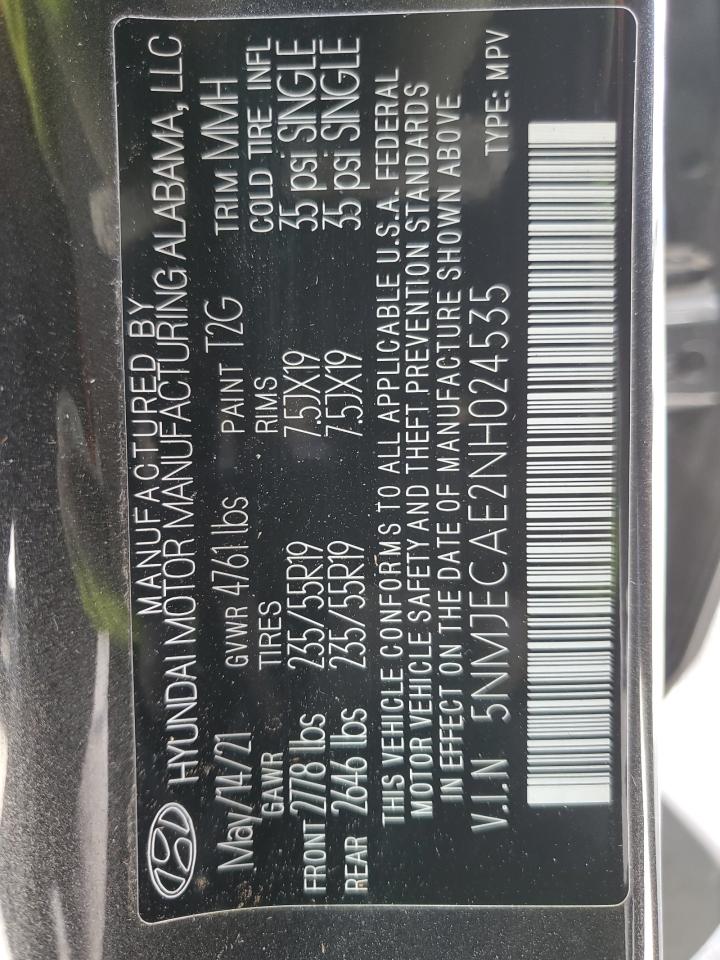 MANUFACTURED BY
HYUNDAI MOTOR MANUFACTURING ALABAMA, LLC
May/14/21 GVWR 4761 lbs PAINT T2G TRIM MMH
GAWR TIRES RIMS COLD TIRE INFL
FRONT 2778 lbs 235/55R19 7.5JX19 35 psi SINGLE
REAR 2646 lbs 235/55R19 7.5JX19 35 psi SINGLE
THIS VEHICLE CONFORMS TO ALL APPLICABLE U.S.A. FEDERAL
MOTOR VEHICLE SAFETY AND THEFT PREVENTION STANDARDS
IN EFFECT ON THE DATE OF MANUFACTURE SHOWN ABOVE
V.I.N 5NMJECAE2NH024535 TYPE: MPV